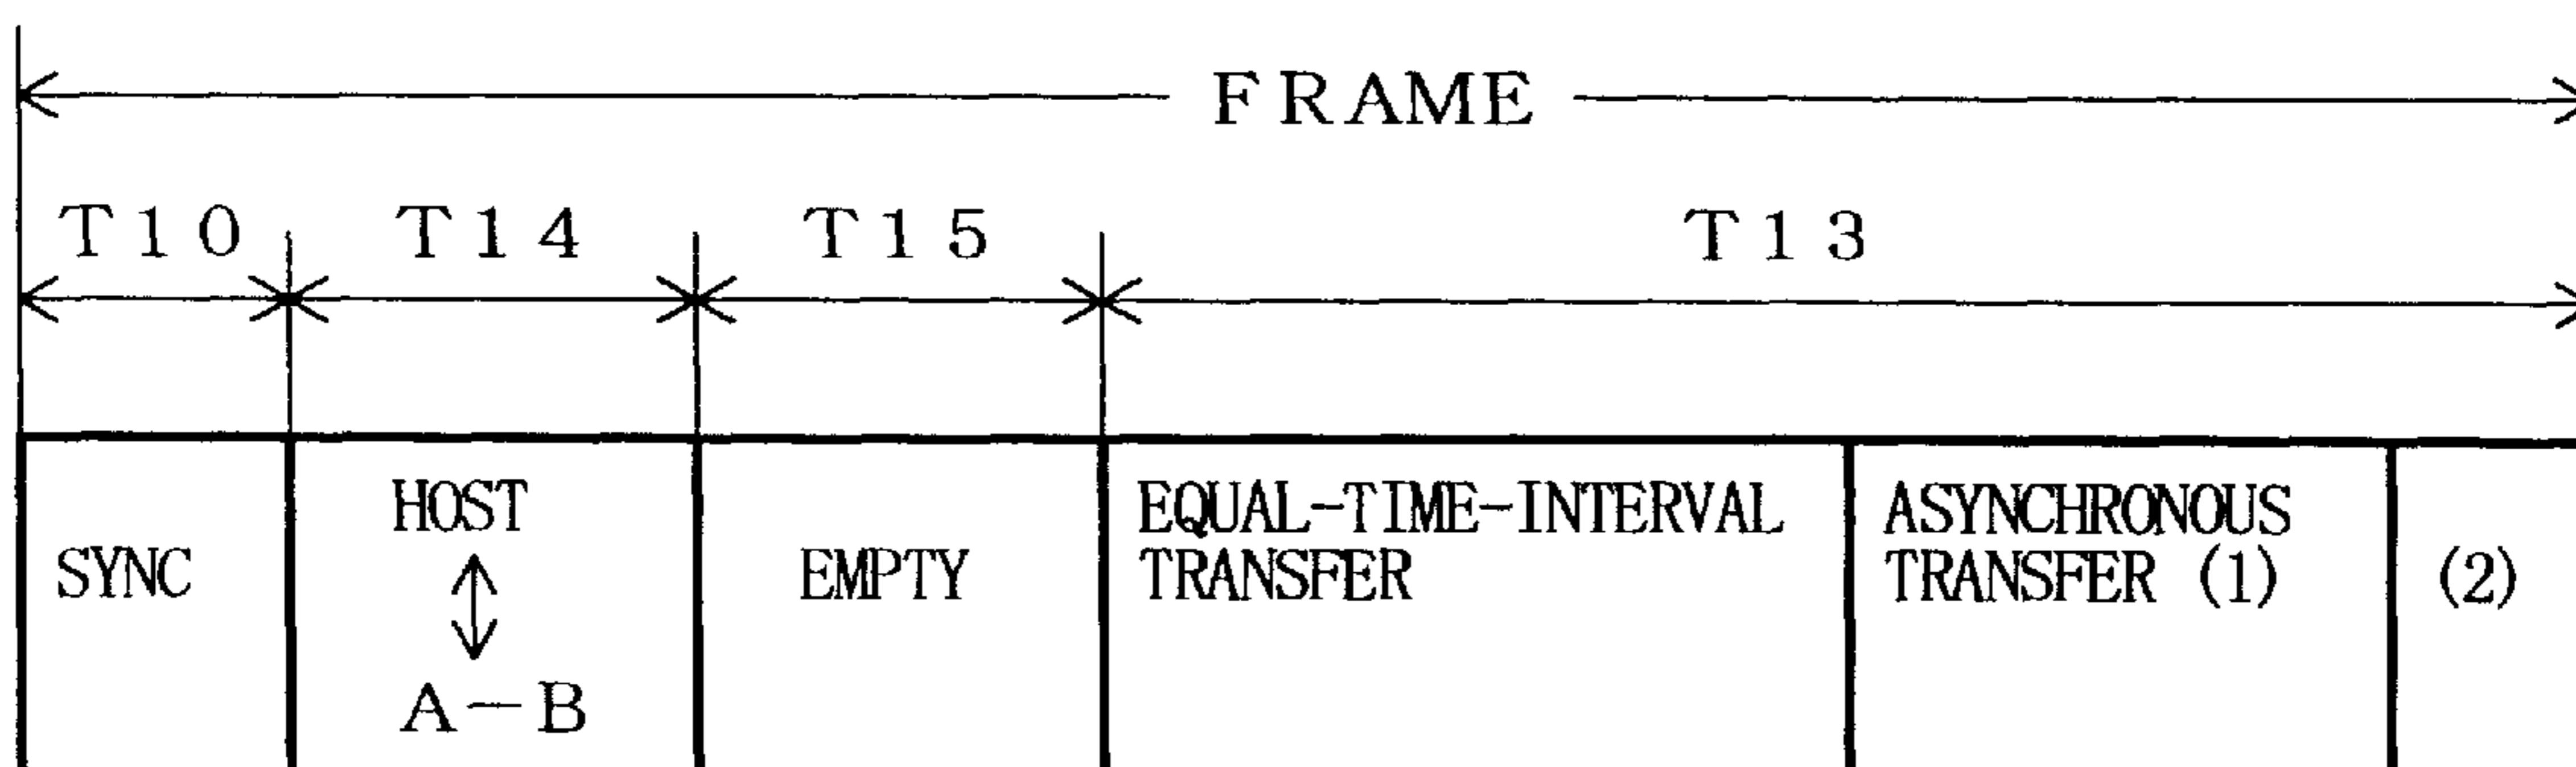 FRAME
T10 T14 T15 T13
SYNC
HOST
A-B
EMPTY
EQUAL-TIME-INTERVAL
TRANSFER
ASYNCHRONOUS
TRANSFER (1)
(2)